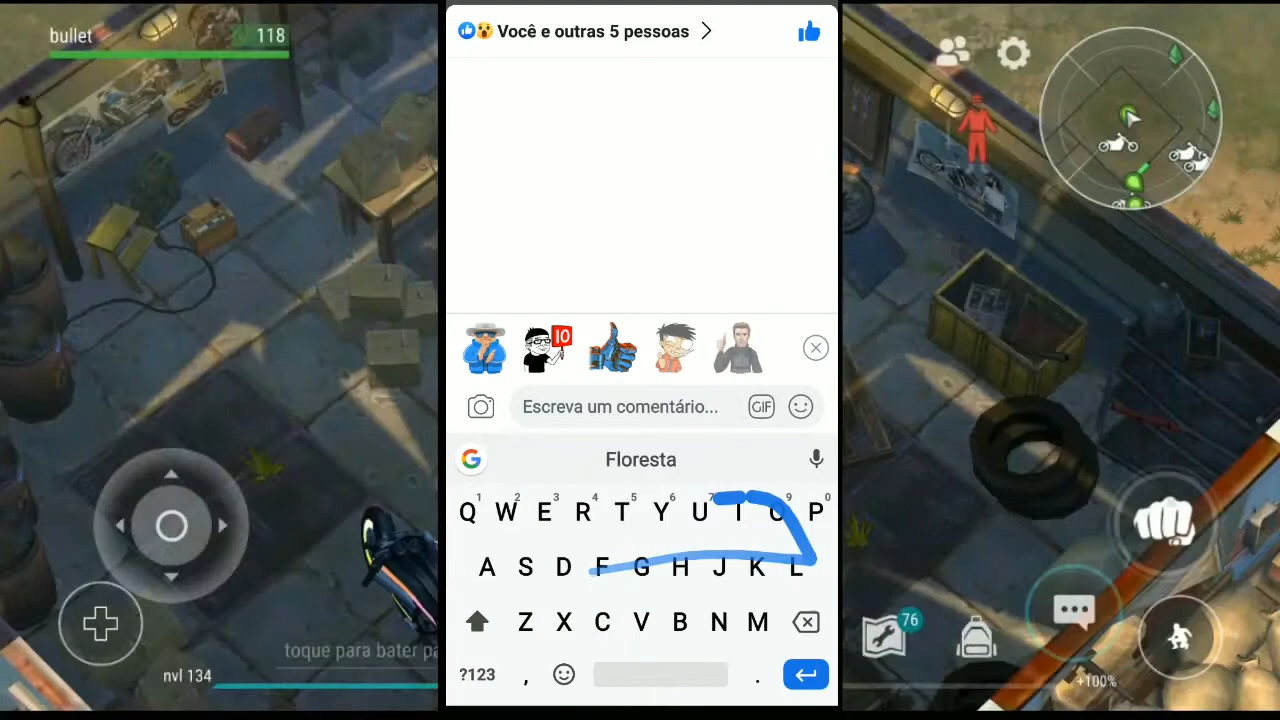 bullet 118
Você e outras 5 pessoas
10
Escreva um comentário... GIF
G Floresta
1 2 3 4 5 6 7 9 0
Q W E R T Y U I O P
A S D F G H J K L
Z X C V B N M
?123 , .
toque para bater pa
nvl 134
76
+100%